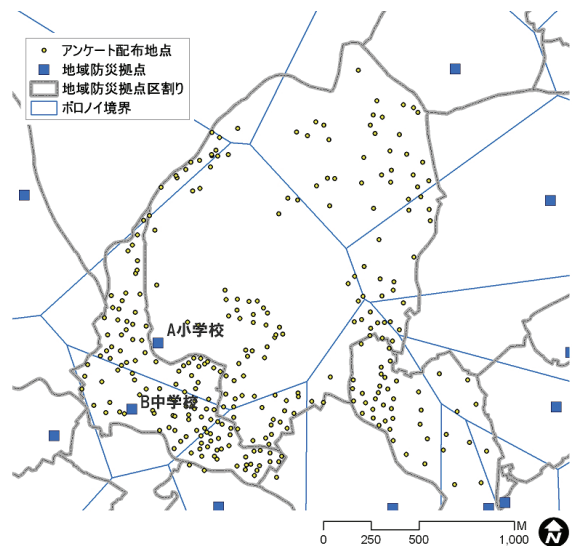 アンケート配布地点
地域防災拠点
地域防災拠点区割り
ボロノイ境界
A小学校
B中学校
M
0 250 500 1,000
N